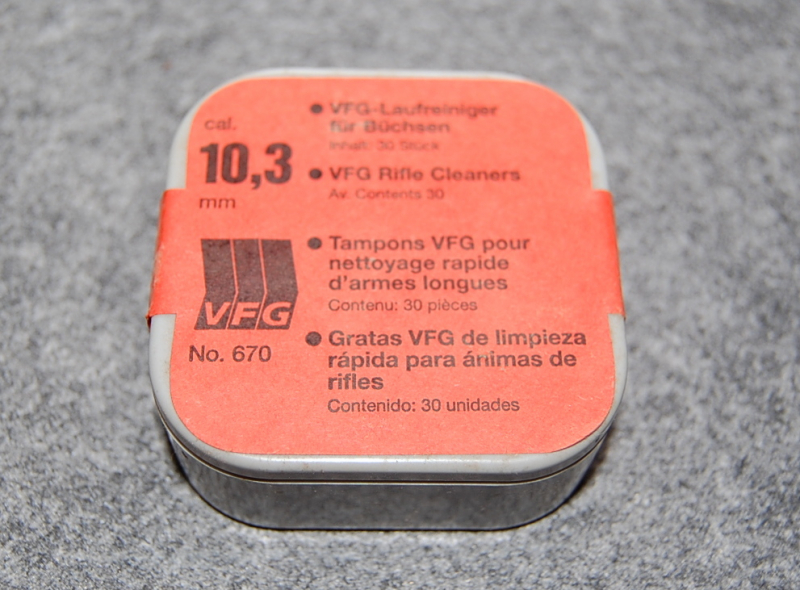 cal.
10,3
mm
VFG
No. 670
● VFG-Laufreiniger
für Büchsen
Inhalt: 30 Stück
● VFG Rifle Cleaners
Av. Contents 30
● Tampons VFG pour
nettoyage rapide
d'armes longues
Contenu: 30 pièces
● Gratas VFG de limpieza
rápida para ánimas de
rifles
Contenido: 30 unidades